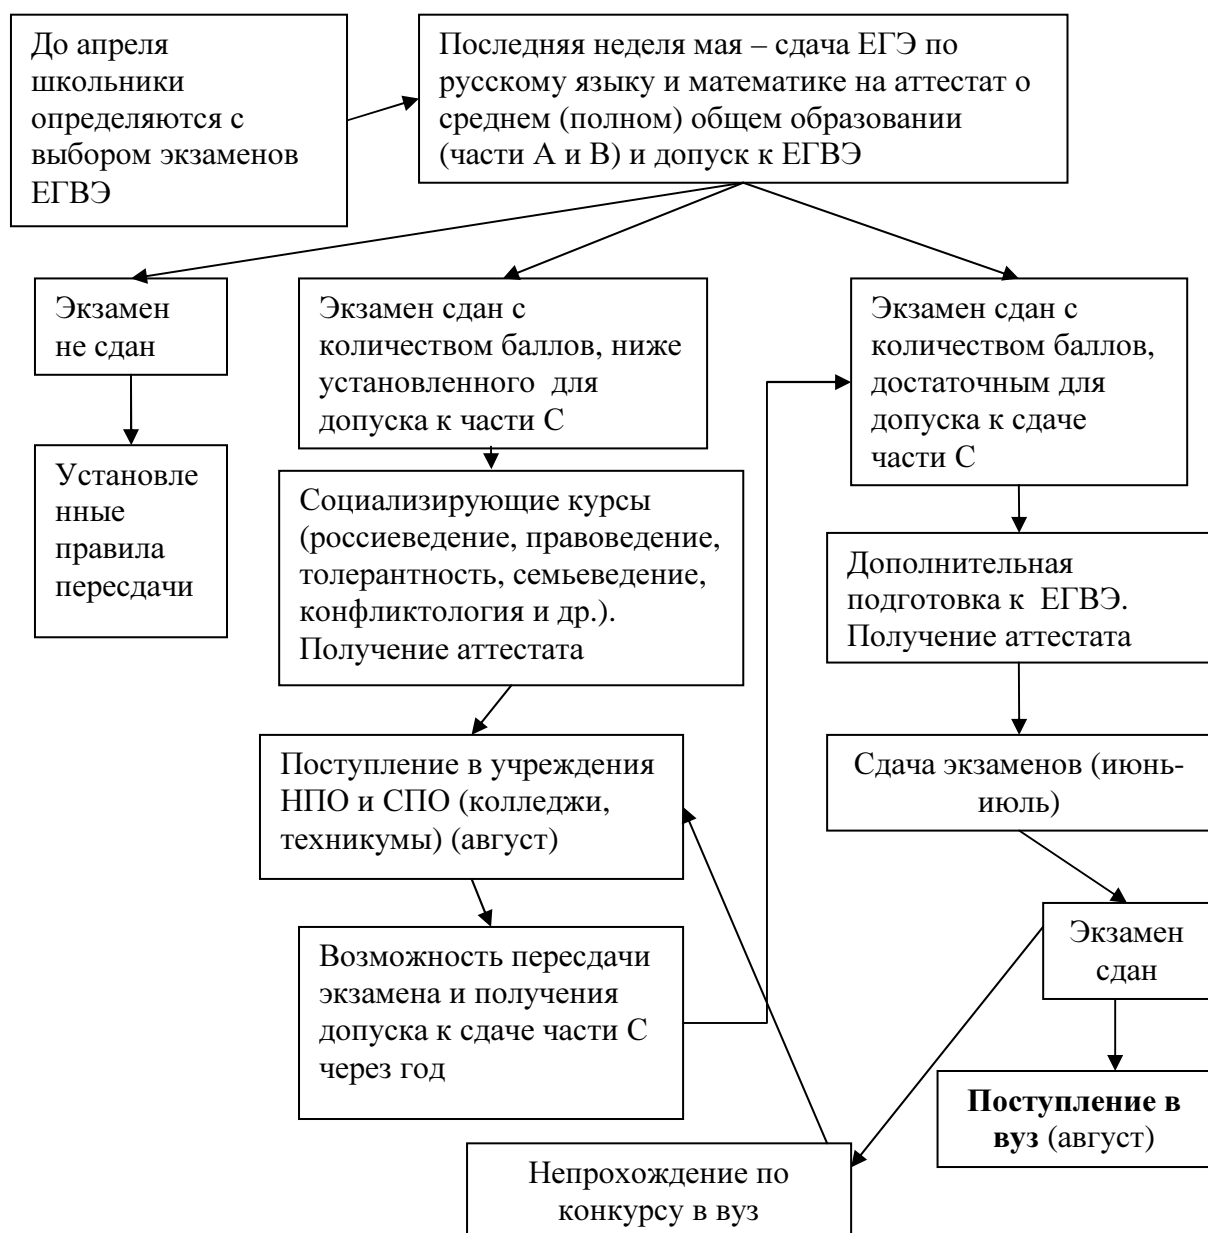 До апреля
школьники
определяются с
выбором экзаменов
ЕГВЭ
Последняя неделя мая – сдача ЕГЭ по
русскому языку и математике на аттестат о
среднем (полном) общем образовании
(части А и В) и допуск к ЕГВЭ
Экзамен
не сдан
Экзамен сдан с
количеством баллов, ниже
установленного для
допуска к части С
Экзамен сдан с
количеством баллов,
достаточным для
допуска к сдаче
части С
Установле
нные
правила
пересдачи
Социализирующие курсы
(россиеведение, правоведение,
толерантность, семьеведение,
конфликтология и др.).
Получение аттестата
Дополнительная
подготовка к ЕГВЭ.
Получение аттестата
Поступление в учреждения
НПО и СПО (колледжи,
техникумы) (август)
Сдача экзаменов (июнь-
июль)
Возможность пересдачи
экзамена и получения
допуска к сдаче части С
через год
Экзамен
сдан
Поступление в
вуз (август)
Непрохождение по
конкурсу в вуз